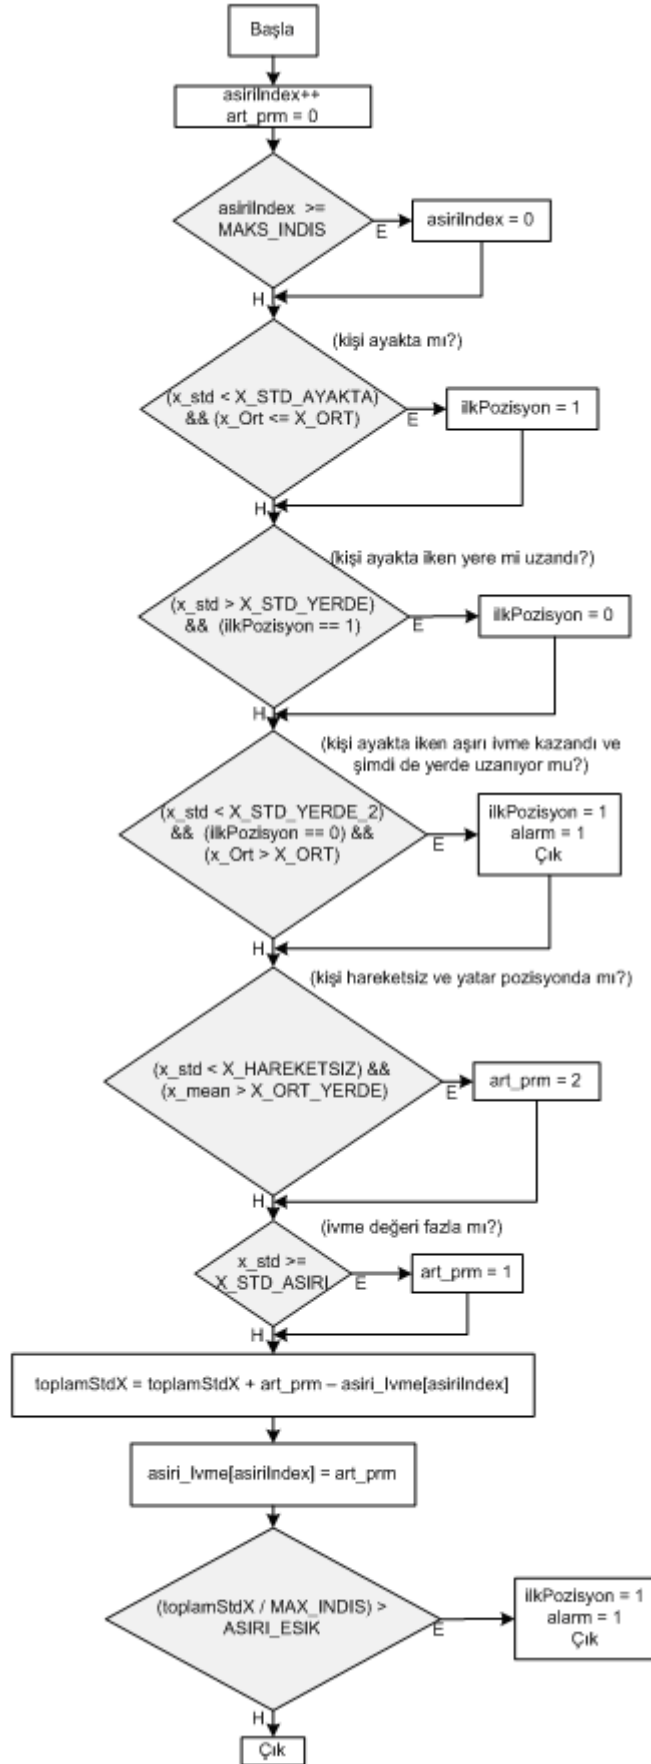 Başla
asiriIndex++
art_prm = 0
asiriIndex >=
MAKS_INDIS
E
asiriIndex = 0
H
(kişi ayakta mı?)
(x_std < X_STD_AYAKTA)
&& (x_Ort <= X_ORT)
E
ilkPozisyon = 1
H
(kişi ayakta iken yere mi uzandı?)
(x_std > X_STD_YERDE)
&& (ilkPozisyon == 1)
E
ilkPozisyon = 0
H
(kişi ayakta iken aşırı ivme kazandı ve
şimdi de yerde uzanıyor mu?)
(x_std < X_STD_YERDE_2)
&& (ilkPozisyon == 0) &&
(x_Ort > X_ORT)
E
ilkPozisyon = 1
alarm = 1
Çık
H
(kişi hareketsiz ve yatar pozisyonda mı?)
(x_std < X_HAREKETSIZ) &&
(x_mean > X_ORT_YERDE)
E
art_prm = 2
H
(ivme değeri fazla mı?)
x_std >=
X_STD_ASIRI
E
art_prm = 1
H
toplamStdX = toplamStdX + art_prm – asiri_Ivme[asiriIndex]
asiri_Ivme[asiriIndex] = art_prm
(toplamStdX / MAX_INDIS) >
ASIRI_ESIK
E
ilkPozisyon = 1
alarm = 1
Çık
H
Çık